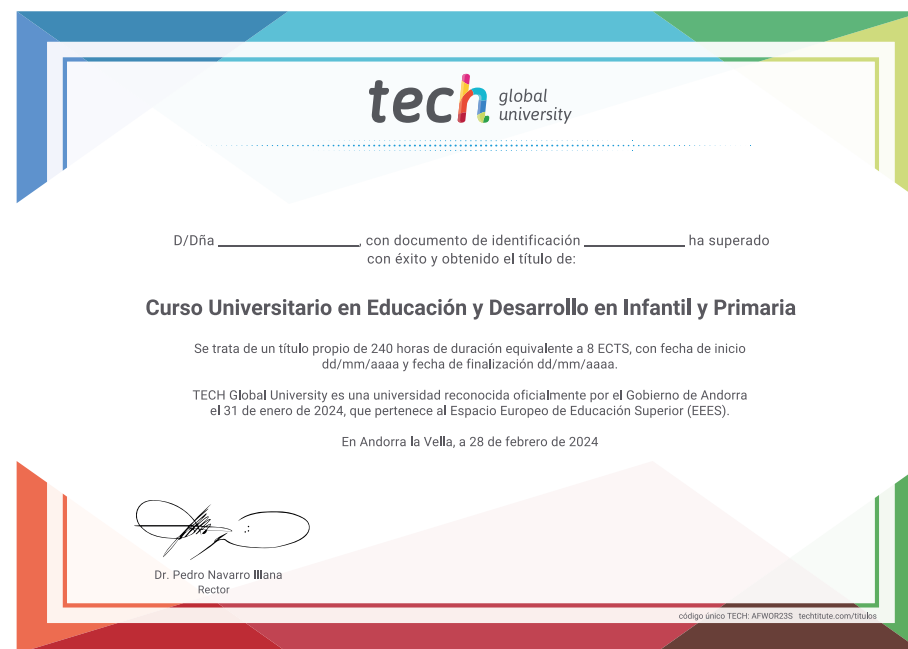 tech global university
D/Dña ______________, con documento de identificación ______________ ha superado
con éxito y obtenido el título de:
Curso Universitario en Educación y Desarrollo en Infantil y Primaria
Se trata de un título propio de 240 horas de duración equivalente a 8 ECTS, con fecha de inicio
dd/mm/aaaa y fecha de finalización dd/mm/aaaa.
TECH Global University es una universidad reconocida oficialmente por el Gobierno de Andorra
el 31 de enero de 2024, que pertenece al Espacio Europeo de Educación Superior (EEES).
En Andorra la Vella, a 28 de febrero de 2024
Dr. Pedro Navarro Illana
Rector
código único TECH: AFWOR23S techtitute.com/titulos